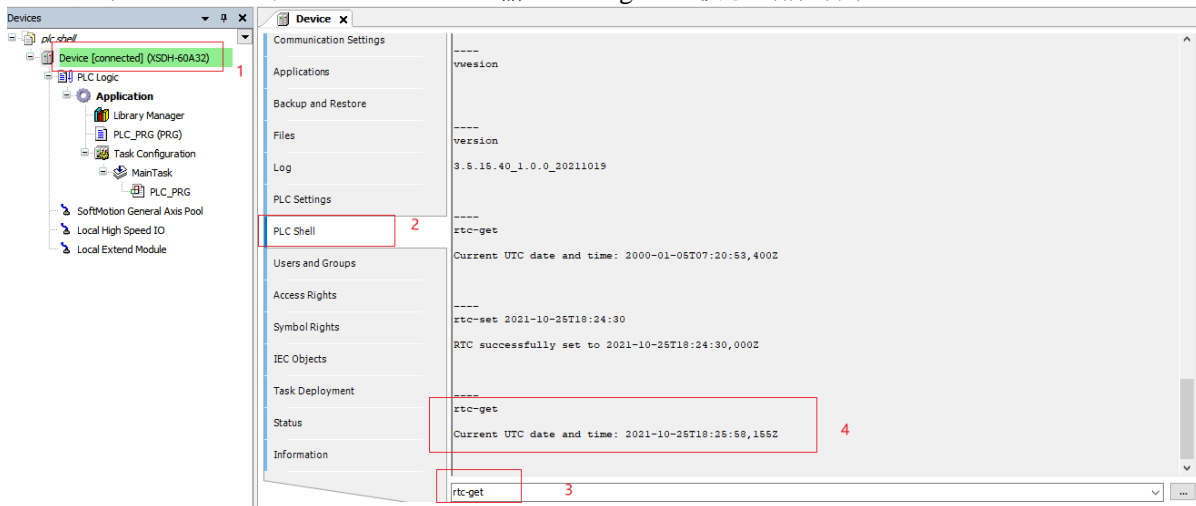 Devices
plc shell
Device [connected] (XSDH-60A32)
1
PLC Logic
Application
Library Manager
PLC_PRG (PRG)
Task Configuration
MainTask
PLC_PRG
SoftMotion General Axis Pool
Local High Speed IO
Local Extend Module
Device
Communication Settings
Applications
Backup and Restore
Files
Log
PLC Settings
PLC Shell
2
Users and Groups
Access Rights
Symbol Rights
IEC Objects
Task Deployment
Status
Information
----
vwesion
----
version
3.5.15.40_1.0.0_20211019
----
rtc-get
Current UTC date and time: 2000-01-05T07:20:53,400Z
----
rtc-set 2021-10-25T18:24:30
RTC successfully set to 2021-10-25T18:24:30,000Z
----
rtc-get
Current UTC date and time: 2021-10-25T18:25:58,155Z
4
rtc-get
3
...